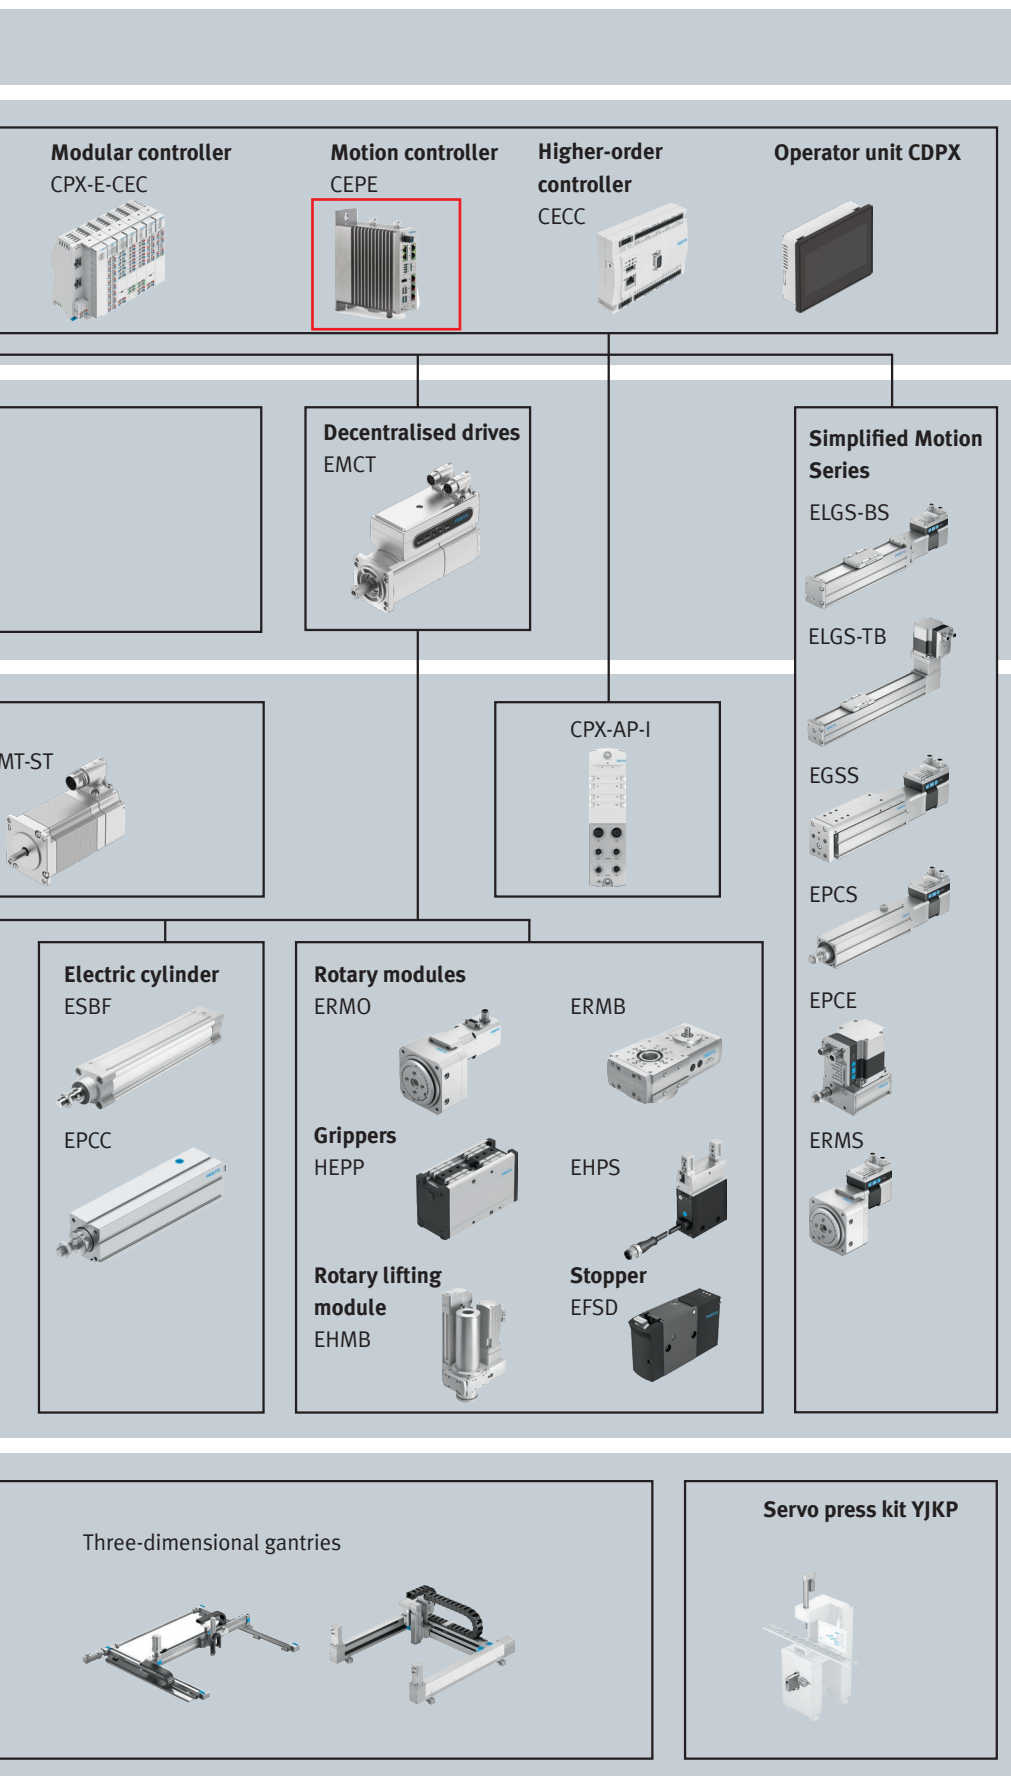 Modular controller
CPX-E-CEC
Motion controller
CEPE
Higher-order
controller
CECC
Operator unit CDPX
Decentralised drives
EMCT
Simplified Motion
Series
ELGS-BS
ELGS-TB
EGSS
EPCS
EPCE
ERMS
MT-ST
CPX-AP-I
Electric cylinder
ESBF
EPCC
Rotary modules
ERMO
ERMB
Grippers
HEPP
EHPS
Rotary lifting
module
EHMB
Stopper
EFSD
Three-dimensional gantries
Servo press kit YJKP